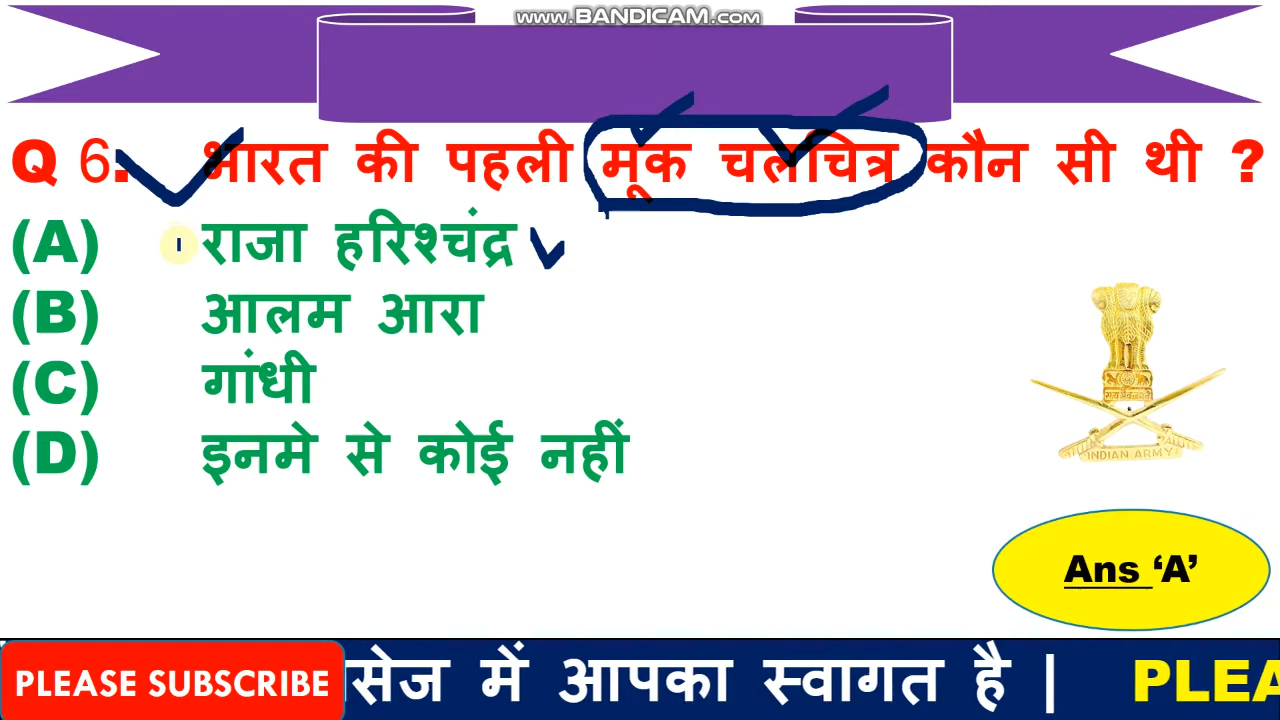 www.BANDICAM.com
Q 6. भारत की पहली मूक चलचित्र कौन सी थी ?
(A) राजा हरिश्चंद्र
(B) आलम आरा
(C) गांधी
(D) इनमे से कोई नहीं
INDIAN ARMY
Ans ‘A’
PLEASE SUBSCRIBE
में आपका स्वागत है |